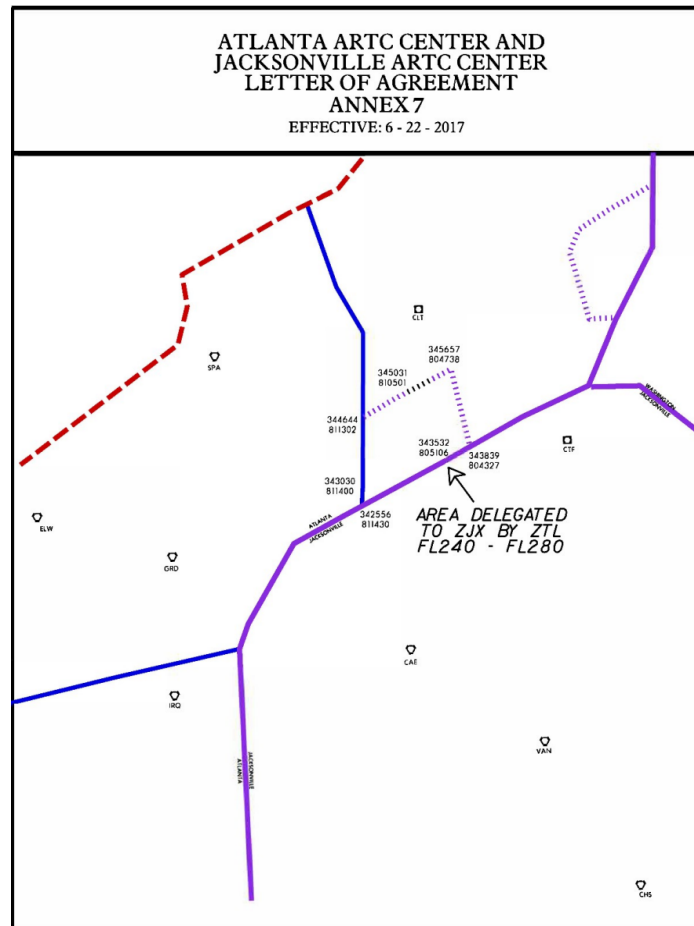 ATLANTA ARTC CENTER AND
JACKSONVILLE ARTC CENTER
LETTER OF AGREEMENT
ANNEX 7
EFFECTIVE: 6 - 22 - 2017
CLT
345657
804738
SPA
345031
810501
WASHINGTON
JACKSONVILLE
344644
811302
343532
805106
343839
804327
CTF
343030
811400
342556
811430
AREA DELEGATED
TO ZJX BY ZTL
FL240 - FL280
ELW
ATLANTA
JACKSONVILLE
GRD
CAE
IRQ
VAN
JACKSONVILLE
ATLANTA
CHS